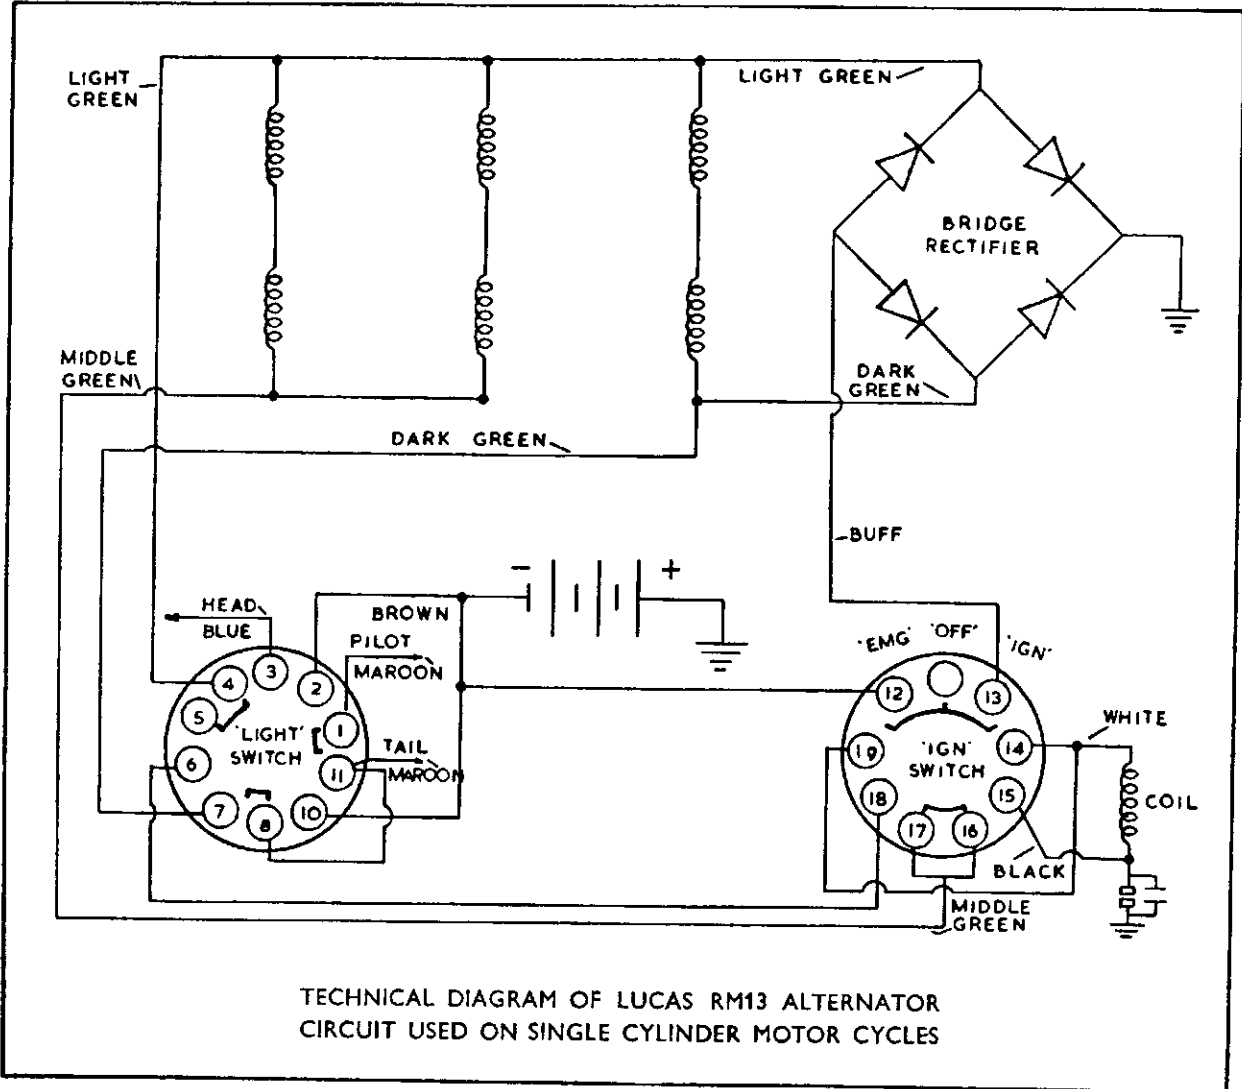 LIGHT
GREEN
LIGHT GREEN
BRIDGE
RECTIFIER
MIDDLE
GREEN
DARK
GREEN
DARK GREEN
BUFF
- +
HEAD
BLUE
BROWN
PILOT
MAROON
'EMG' 'OFF' 'IGN'
4 3 2
5 1
'LIGHT'
SWITCH
TAIL
MAROON
6 11
7 8 10
12 13
WHITE
19 14
'IGN'
SWITCH
18 15
COIL
17 16
BLACK
MIDDLE
GREEN
TECHNICAL DIAGRAM OF LUCAS RM13 ALTERNATOR
CIRCUIT USED ON SINGLE CYLINDER MOTOR CYCLES